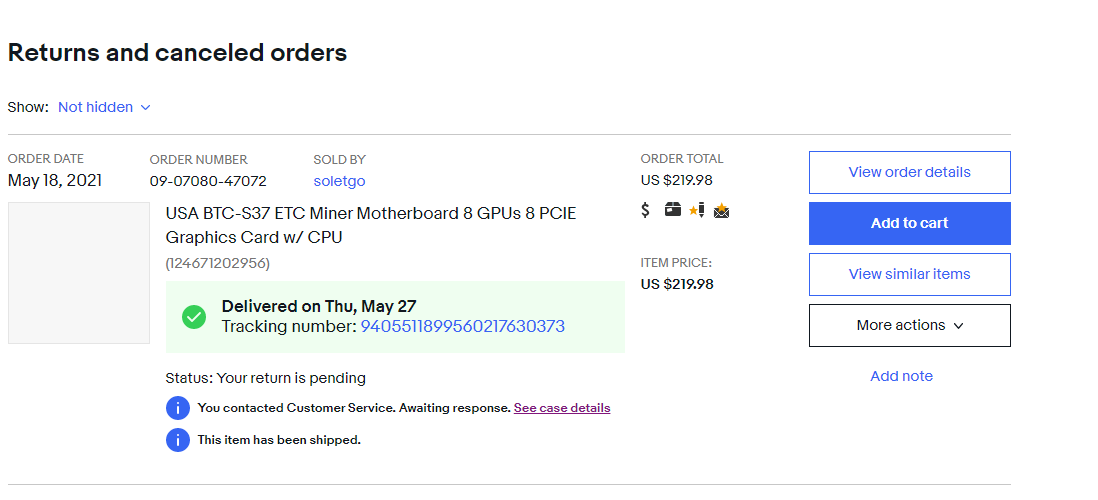 Returns and canceled orders
Show: Not hidden
ORDER DATE
May 18, 2021
ORDER NUMBER
09-07080-47072
SOLD BY
soletgo
ORDER TOTAL
US $219.98
USA BTC-S37 ETC Miner Motherboard 8 GPUs 8 PCIE
Graphics Card w/ CPU
(124671202956)
ITEM PRICE:
US $219.98
Delivered on Thu, May 27
Tracking number: 9405511899560217630373
Status: Your return is pending
You contacted Customer Service. Awaiting response. See case details
This item has been shipped.
View order details
Add to cart
View similar items
More actions
Add note